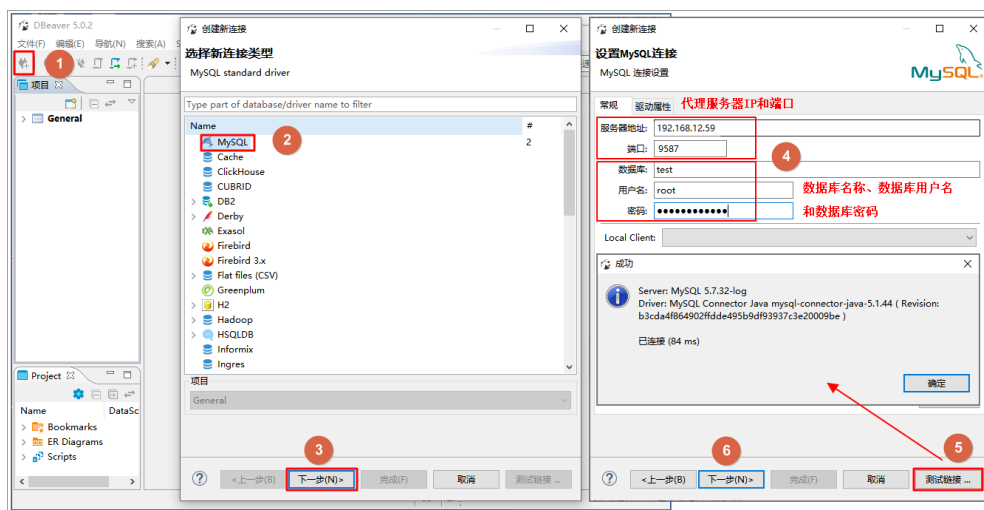 DBeaver 5.0.2
文件(F) 编辑(E) 导航(N) 搜索(A) S
1
项目
General
Project
Name DataSc
Bookmarks
ER Diagrams
Scripts
创建新连接
选择新连接类型
MySQL standard driver
Type part of database/driver name to filter
Name #
MySQL 2
2
Cache
ClickHouse
CUBRID
DB2
Derby
Exasol
Firebird
Firebird 3.x
Flat files (CSV)
Greenplum
H2
Hadoop
HSQLDB
Informix
Ingres
项目
General
3
<上一步(B) 下一步(N)> 完成(F) 取消 测试链接 ...
创建新连接
设置MySQL连接
MySQL 连接设置
MySQL
常规 驱动属性 代理服务器IP和端口
服务器地址: 192.168.12.59
端口: 9587
4
数据库: test
用户名: root
数据库名称、数据库用户名
密码: ●●●●●●●●●●●●
和数据库密码
Local Client:
成功
Server: MySQL 5.7.32-log
Driver: MySQL Connector Java mysql-connector-java-5.1.44 ( Revision:
b3cda4f864902ffdde495b9df93937c3e20009be )
已连接 (84 ms)
确定
6
5
<上一步(B) 下一步(N)> 完成(F) 取消 测试链接 ...